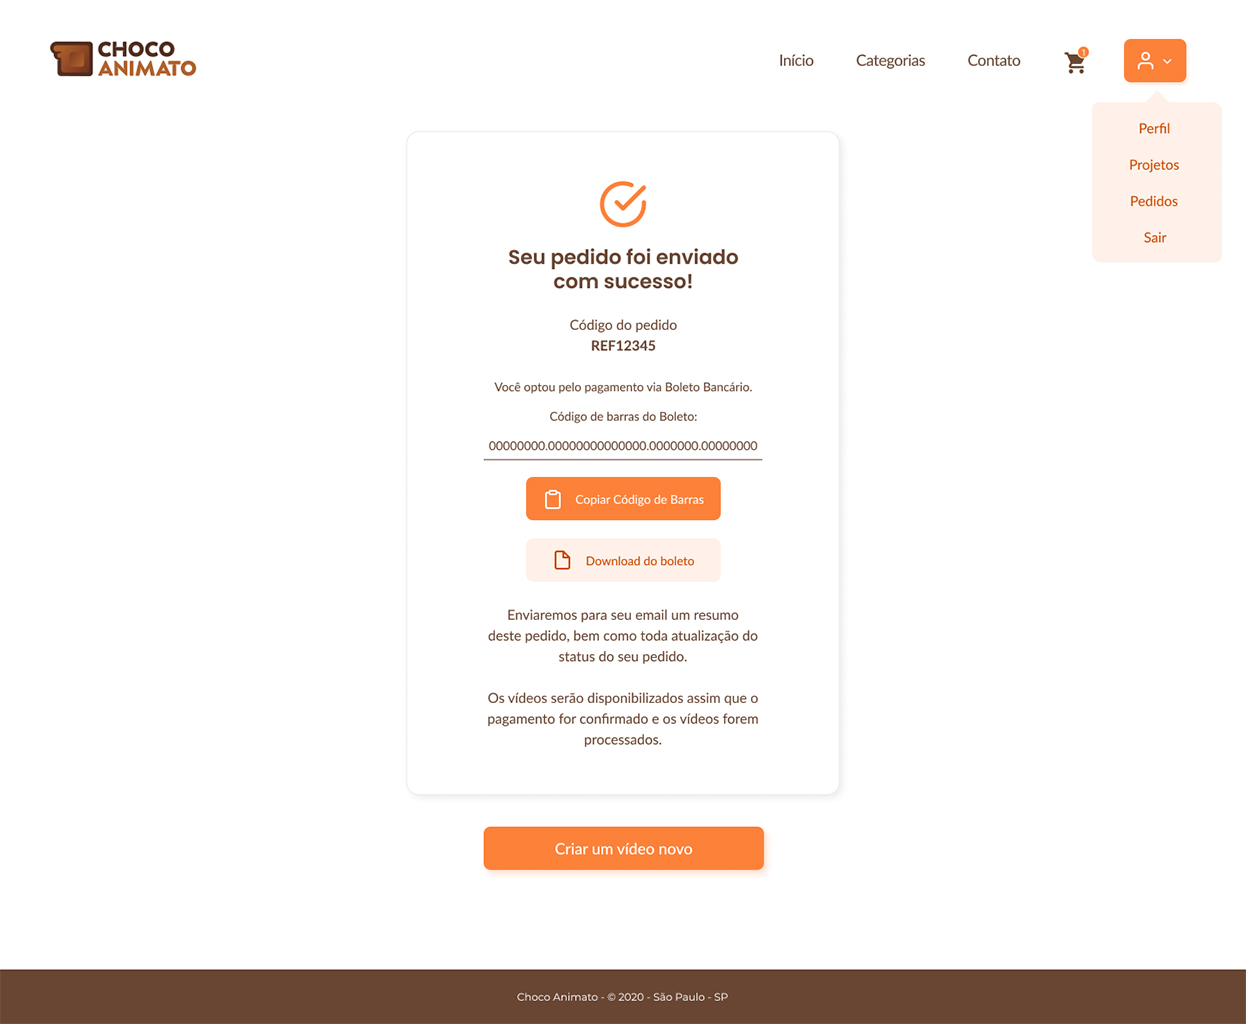 CHOCO
ANIMATO
Início Categorias Contato 1
Perfil
Projetos
Pedidos
Sair
Seu pedido foi enviado
com sucesso!
Código do pedido
REF12345
Você optou pelo pagamento via Boleto Bancário.
Código de barras do Boleto:
00000000.00000000000000.0000000.00000000
Copiar Código de Barras
Download do boleto
Enviaremos para seu email um resumo
deste pedido, bem como toda atualização do
status do seu pedido.
Os vídeos serão disponibilizados assim que o
pagamento for confirmado e os vídeos forem
processados.
Criar um vídeo novo
Choco Animato - © 2020 - São Paulo - SP